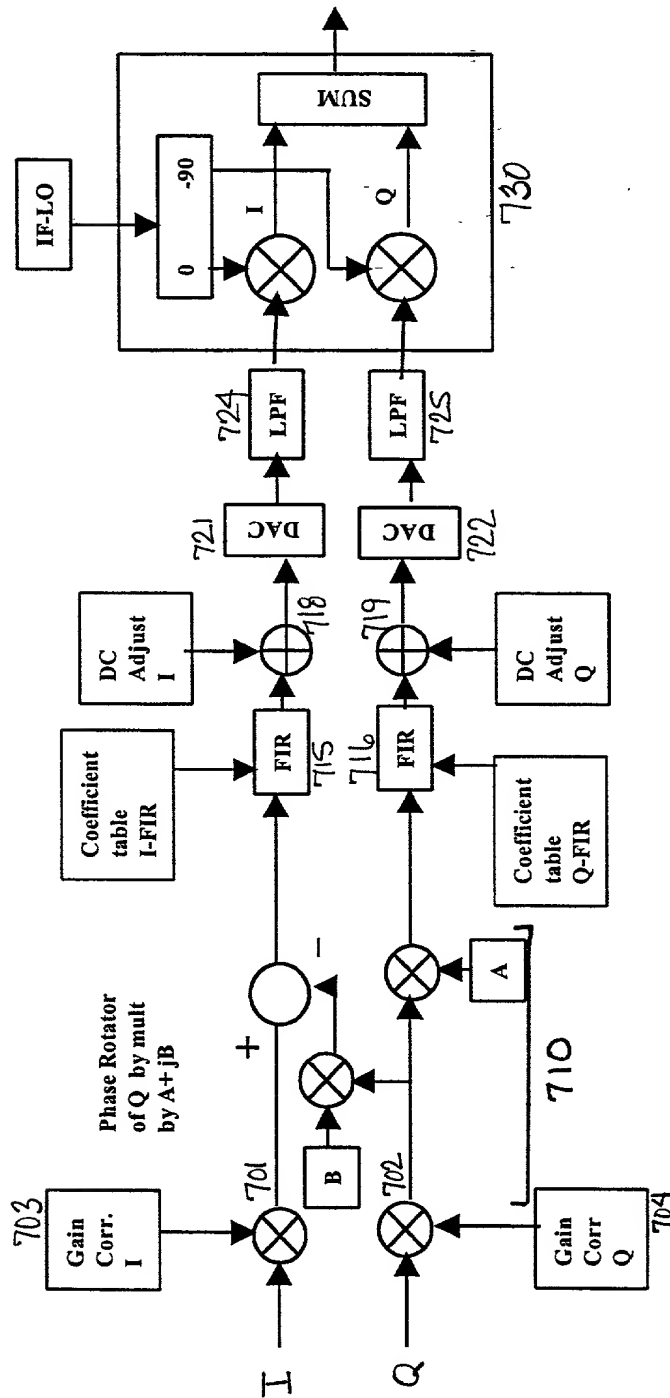 703
Gain
Corr.
I
Phase Rotator
of Q by mult
by A+jB
Coefficient
table
I-FIR
DC
Adjust
I
IF-LO
I
701
+
-
B
FIR
715
718
721
DAC
724
LPF
0
-90
I
SUM
Q
702
A
716
FIR
719
DAC
722
LPF
725
Q
730
Gain
Corr
Q
704
710
Coefficient
table
Q-FIR
DC
Adjust
Q